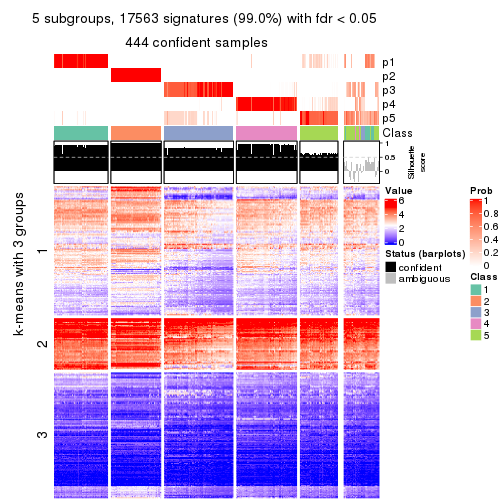 5 subgroups, 17563 signatures (99.0%) with fdr < 0.05
444 confident samples
p1
p2
p3
p4
p5
Class
1
0.5
0
Silhouette
score
k-means with 3 groups
1
2
3
Value
6
4
2
0
Status (barplots)
confident
ambiguous
Prob
1
0.8
0.6
0.4
0.2
0
Class
1
2
3
4
5